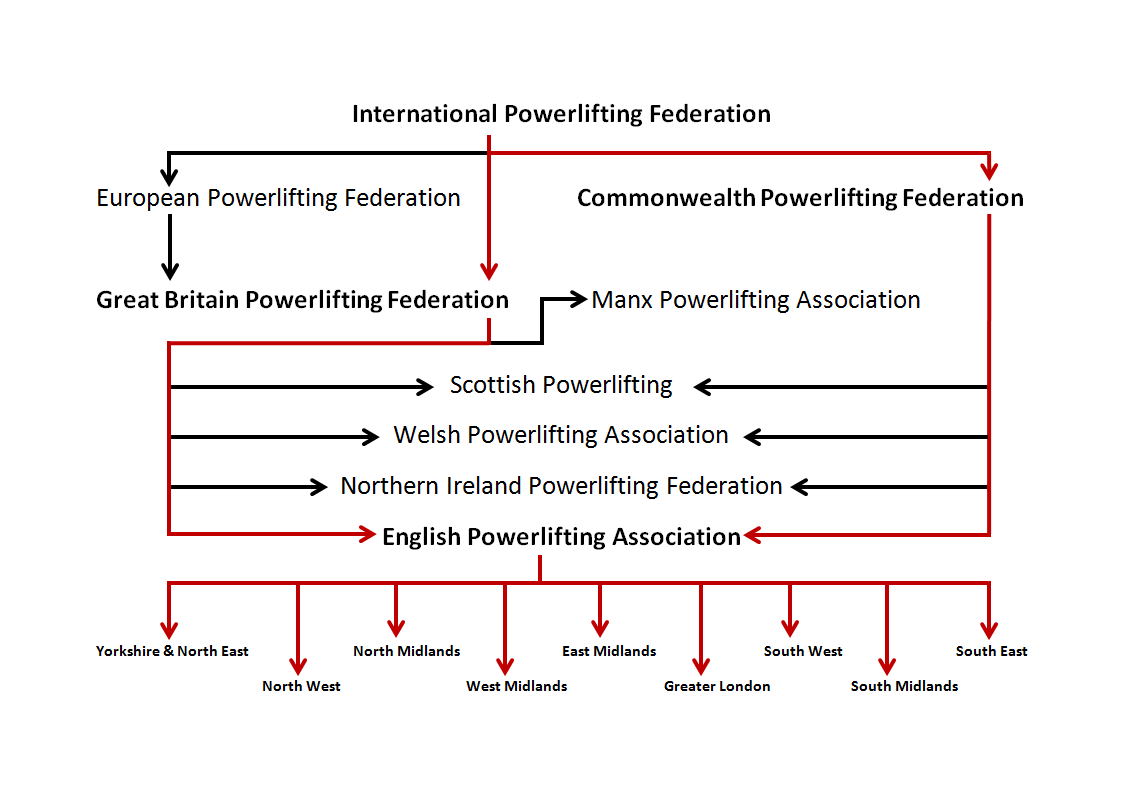 International Powerlifting Federation
European Powerlifting Federation
Commonwealth Powerlifting Federation
Great Britain Powerlifting Federation
Manx Powerlifting Association
Scottish Powerlifting
Welsh Powerlifting Association
Northern Ireland Powerlifting Federation
English Powerlifting Association
Yorkshire & North East
North Midlands
East Midlands
South West
South East
North West
West Midlands
Greater London
South Midlands